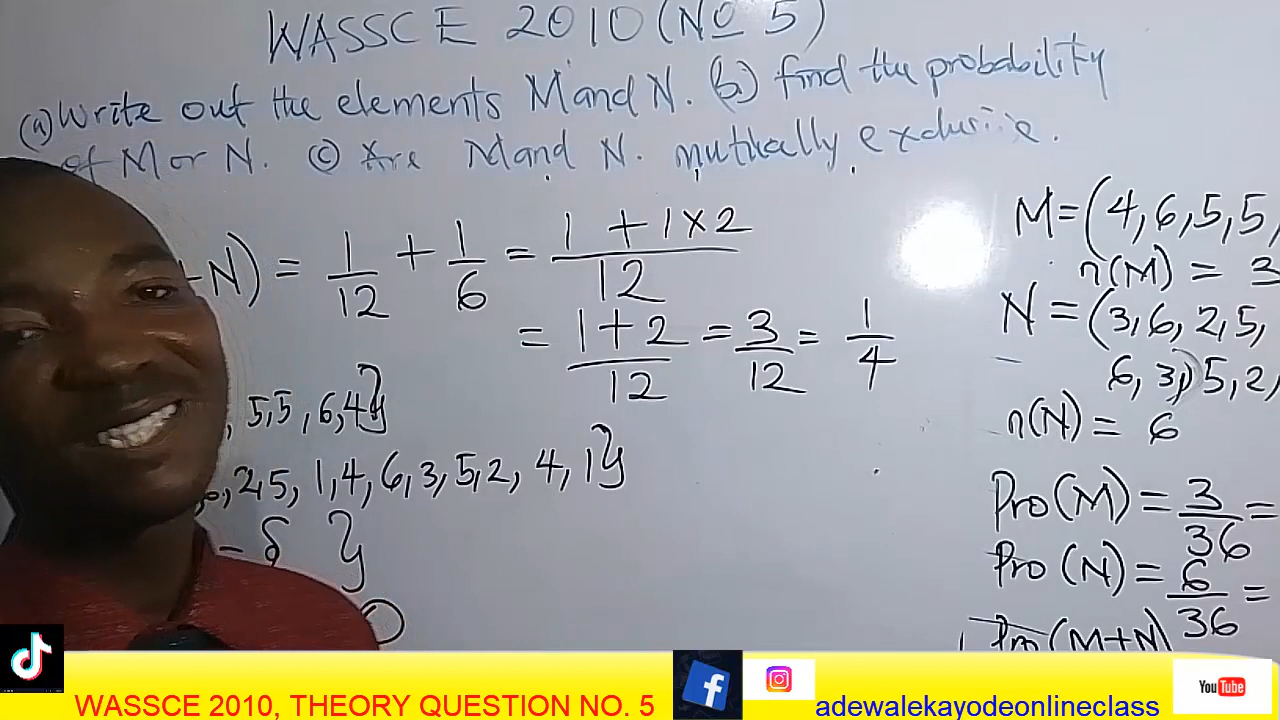 WASSCE 2010 (No 5)
(a) Write out the elements M and N. (b) find the probability
of M or N. (c) Are M and N. mutually exclusive.
N) = 1/12 + 1/6 = 1 + 1×2/12
= 1+2/12 = 3/12 = 1/4
, 5,5, 6,4}
, 2,5, 1,4, 6,3, 5,2, 4,1}
}
M=(4,6,5,5,
n(M) = 3
N = (3,6, 2,5,
6,3,) 5,2,
n(N) = 6
Pro(M) = 3/36 =
Pro(N) = 6/36 =
Pro(M+N)
WASSCE 2010, THEORY QUESTION NO. 5
adewalekayodeonlineclass
YouTube